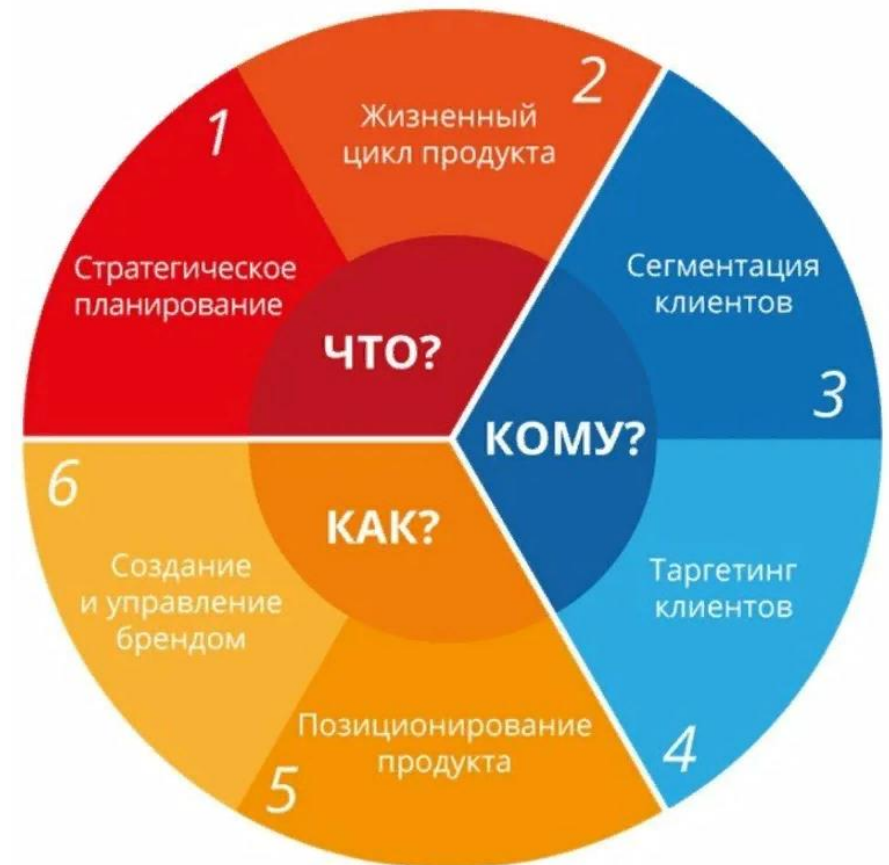 1
Стратегическое
планирование
2
Жизненный
цикл продукта
ЧТО?
3
Сегментация
клиентов
КОМУ?
4
Таргетинг
клиентов
5
Позиционирование
продукта
КАК?
6
Создание
и управление
брендом